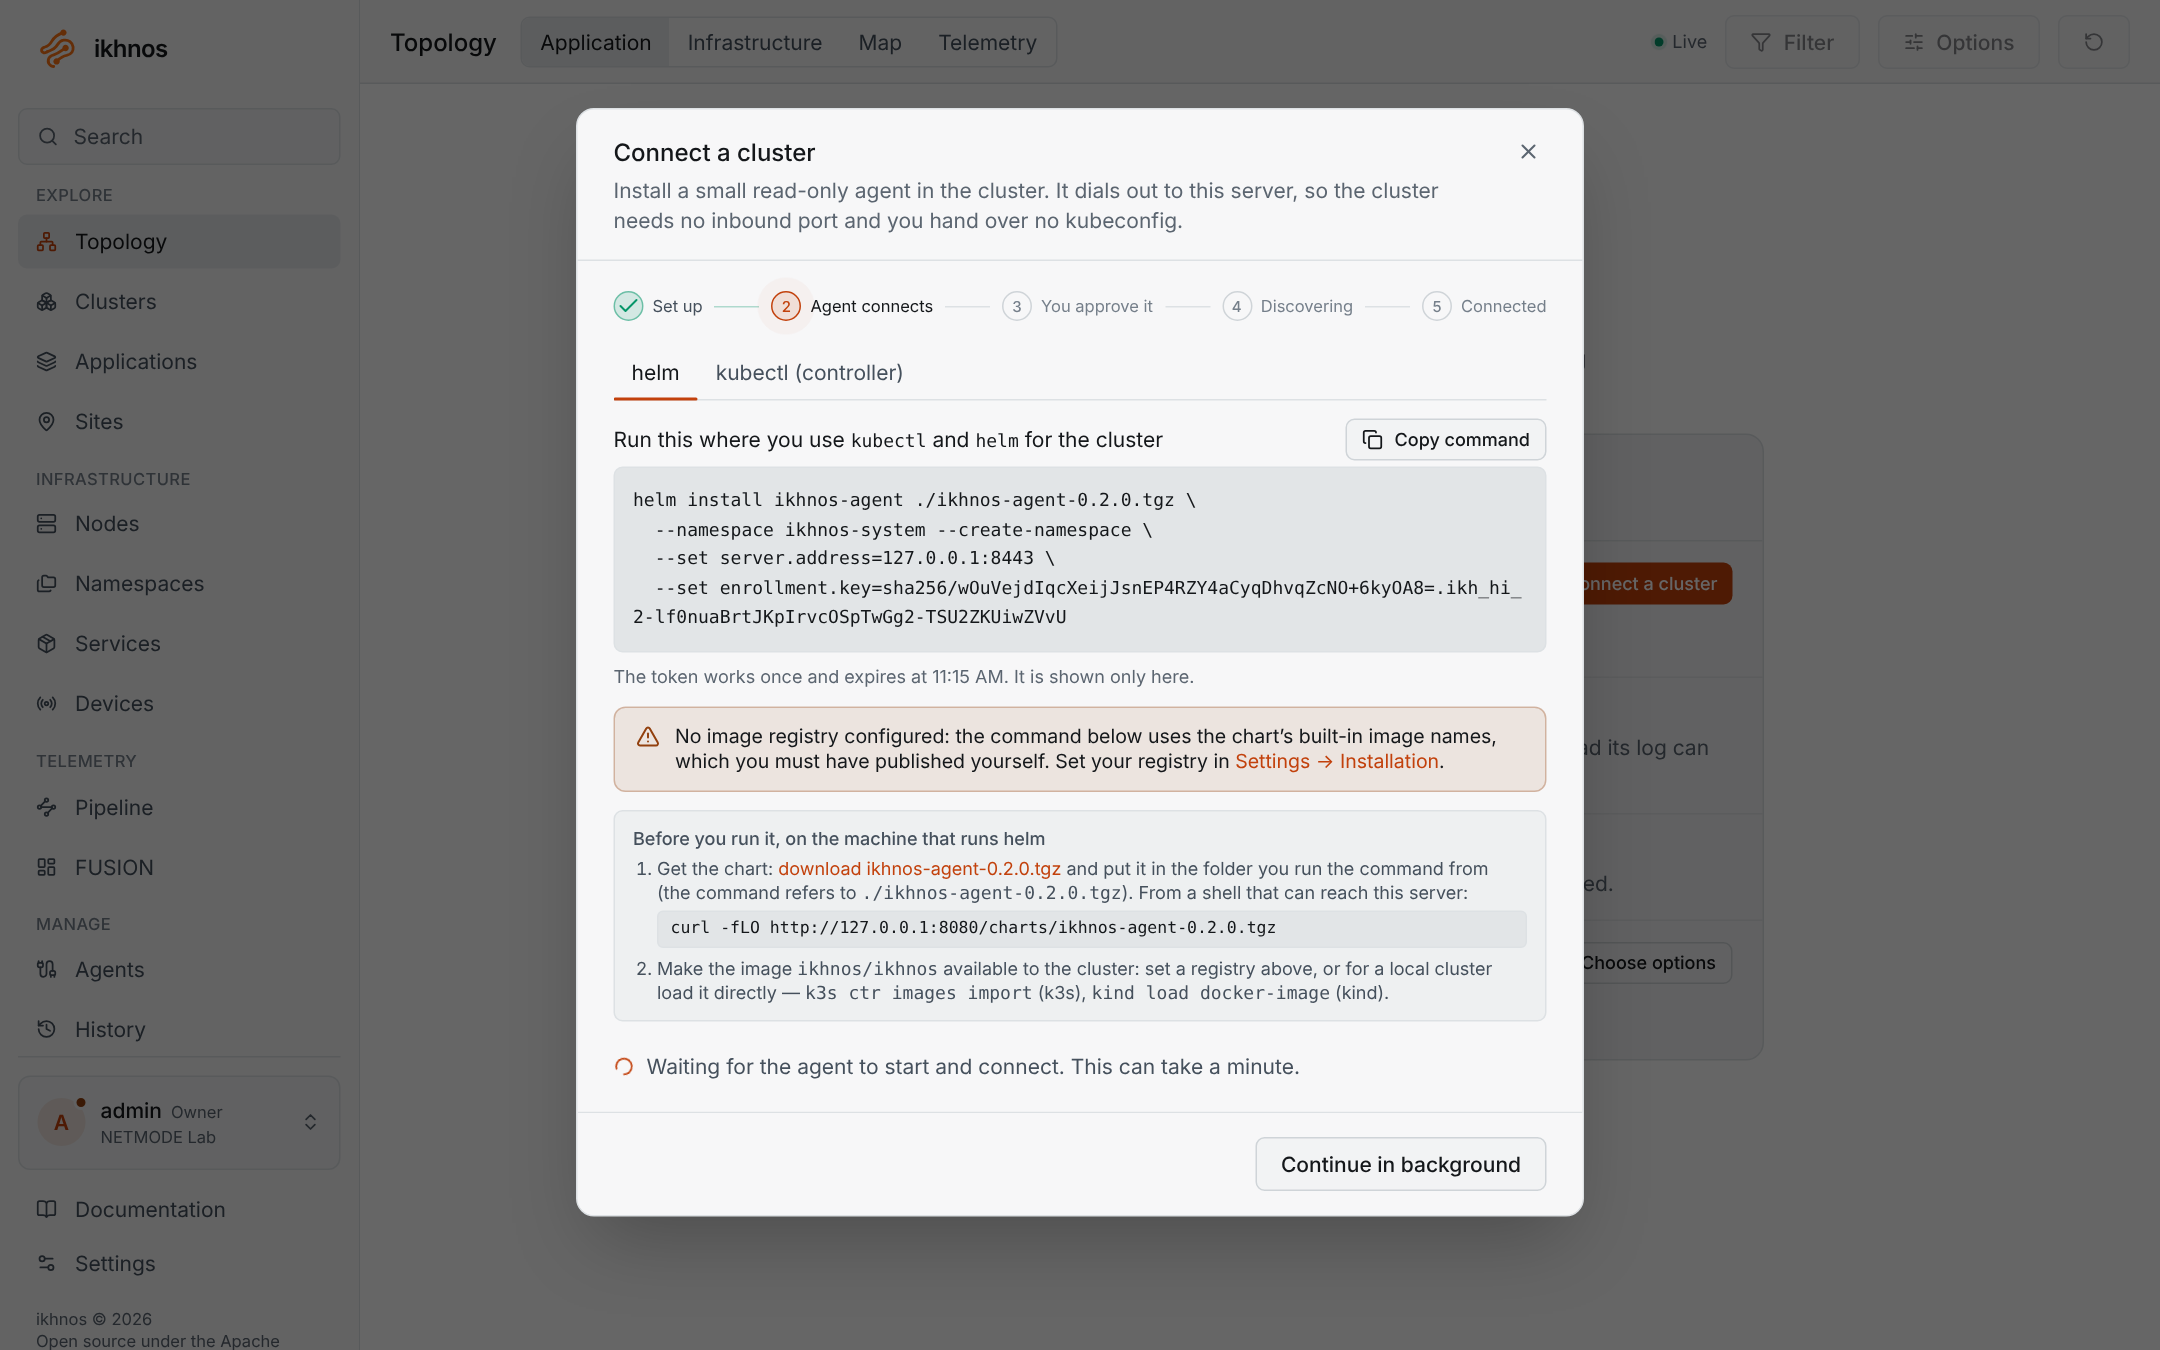 ikhnos
Search
EXPLORE
Topology
Clusters
Applications
Sites
INFRASTRUCTURE
Nodes
Namespaces
Services
Devices
TELEMETRY
Pipeline
FUSION
MANAGE
Agents
History
A
admin Owner
NETMODE Lab
Documentation
Settings
ikhnos © 2026
Open source under the Apache
Topology
Application
Infrastructure
Map
Telemetry
Live
Filter
Options
Connect a cluster
Install a small read-only agent in the cluster. It dials out to this server, so the cluster
needs no inbound port and you hand over no kubeconfig.
Set up
2 Agent connects
3 You approve it
4 Discovering
5 Connected
helm
kubectl (controller)
Run this where you use kubectl and helm for the cluster
Copy command
helm install ikhnos-agent ./ikhnos-agent-0.2.0.tgz \
--namespace ikhnos-system --create-namespace \
--set server.address=127.0.0.1:8443 \
--set enrollment.key=sha256/wOuVejdIqcXeijJsnEP4RZY4aCyqDhvqZcNO+6kyOA8=.ikh_hi_
2-lf0nuaBrtJKpIrvcOSpTwGg2-TSU2ZKUiwZVvU
The token works once and expires at 11:15 AM. It is shown only here.
No image registry configured: the command below uses the chart’s built-in image names,
which you must have published yourself. Set your registry in Settings → Installation.
Before you run it, on the machine that runs helm
1. Get the chart: download ikhnos-agent-0.2.0.tgz and put it in the folder you run the command from
(the command refers to ./ikhnos-agent-0.2.0.tgz). From a shell that can reach this server:
curl -fLO http://127.0.0.1:8080/charts/ikhnos-agent-0.2.0.tgz
2. Make the image ikhnos/ikhnos available to the cluster: set a registry above, or for a local cluster
load it directly — k3s ctr images import (k3s), kind load docker-image (kind).
Waiting for the agent to start and connect. This can take a minute.
Continue in background
onnect a cluster
ad its log can
ed.
Choose options